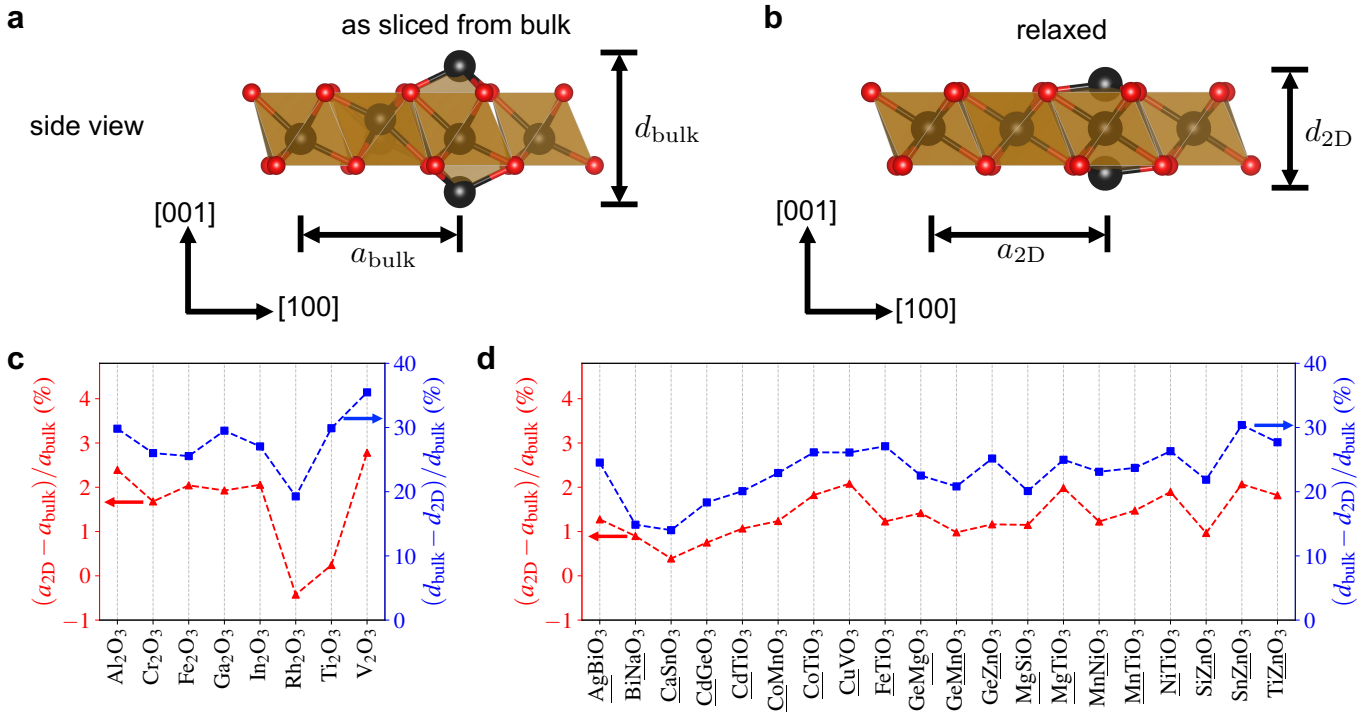 a
as sliced from bulk
side view
d_bulk
[001]
a_bulk
[100]
b
relaxed
d_2D
[001]
a_2D
[100]
c
(a_2D − a_bulk)/a_bulk (%)
4
3
2
1
0
−1
40
30
20
10
0
(d_bulk − d_2D)/d_bulk (%)
Al₂O₃
Cr₂O₃
Fe₂O₃
Ga₂O₃
In₂O₃
Rh₂O₃
Ti₂O₃
V₂O₃
d
(a_2D − a_bulk)/a_bulk (%)
4
3
2
1
0
−1
40
30
20
10
0
(d_bulk − d_2D)/d_bulk (%)
AgBiO₃
BiNaO₃
CaSnO₃
CdGeO₃
CdTiO₃
CoMnO₃
CoTiO₃
CuVO₃
FeTiO₃
GeMgO₃
GeMnO₃
GeZnO₃
MgSiO₃
MgTiO₃
MnNiO₃
MnTiO₃
NiTiO₃
SiZnO₃
SnZnO₃
TiZnO₃